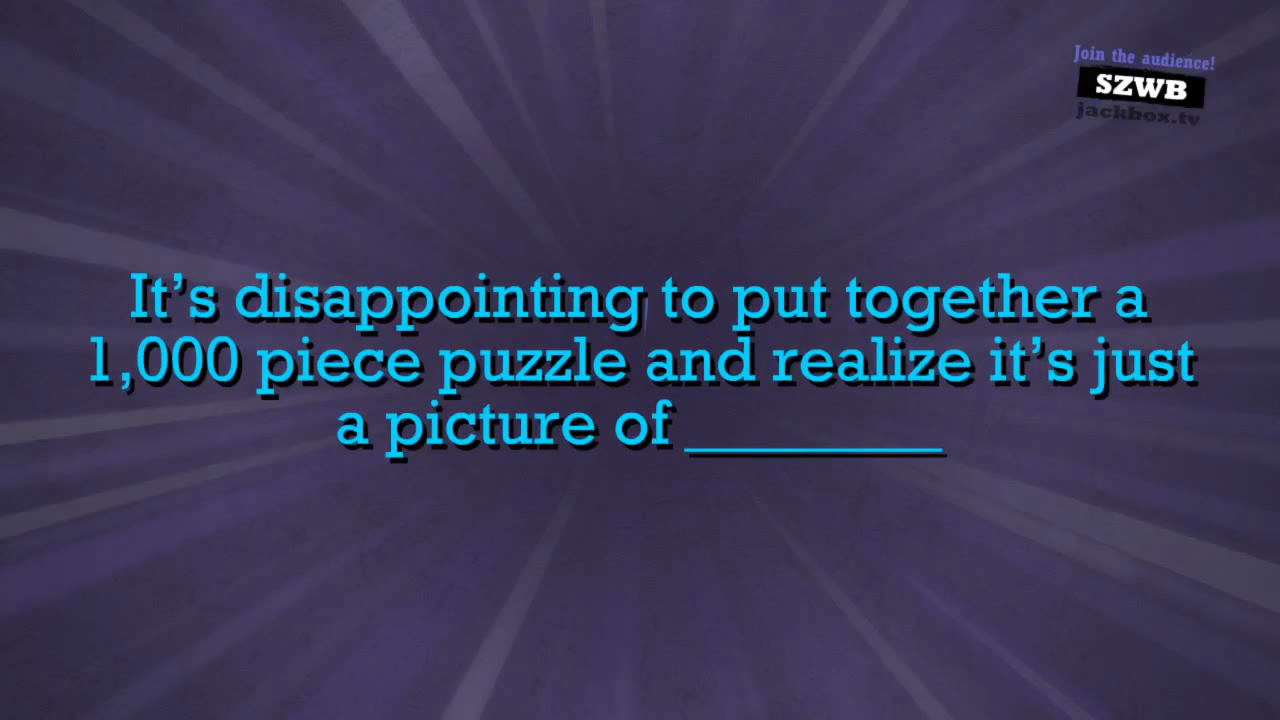 Join the audience!
SZWB
jackbox.tv
It's disappointing to put together a
1,000 piece puzzle and realize it's just
a picture of _________